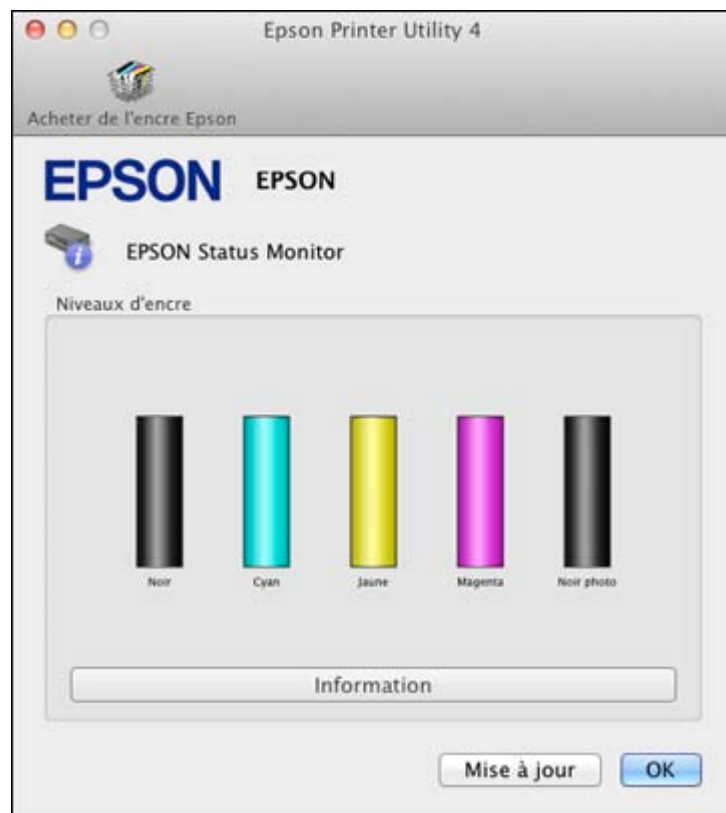 Epson Printer Utility 4
Acheter de l'encre Epson
EPSON EPSON
EPSON Status Monitor
Niveaux d'encre
Noir Cyan Jaune Magenta Noir photo
Information
Mise à jour OK